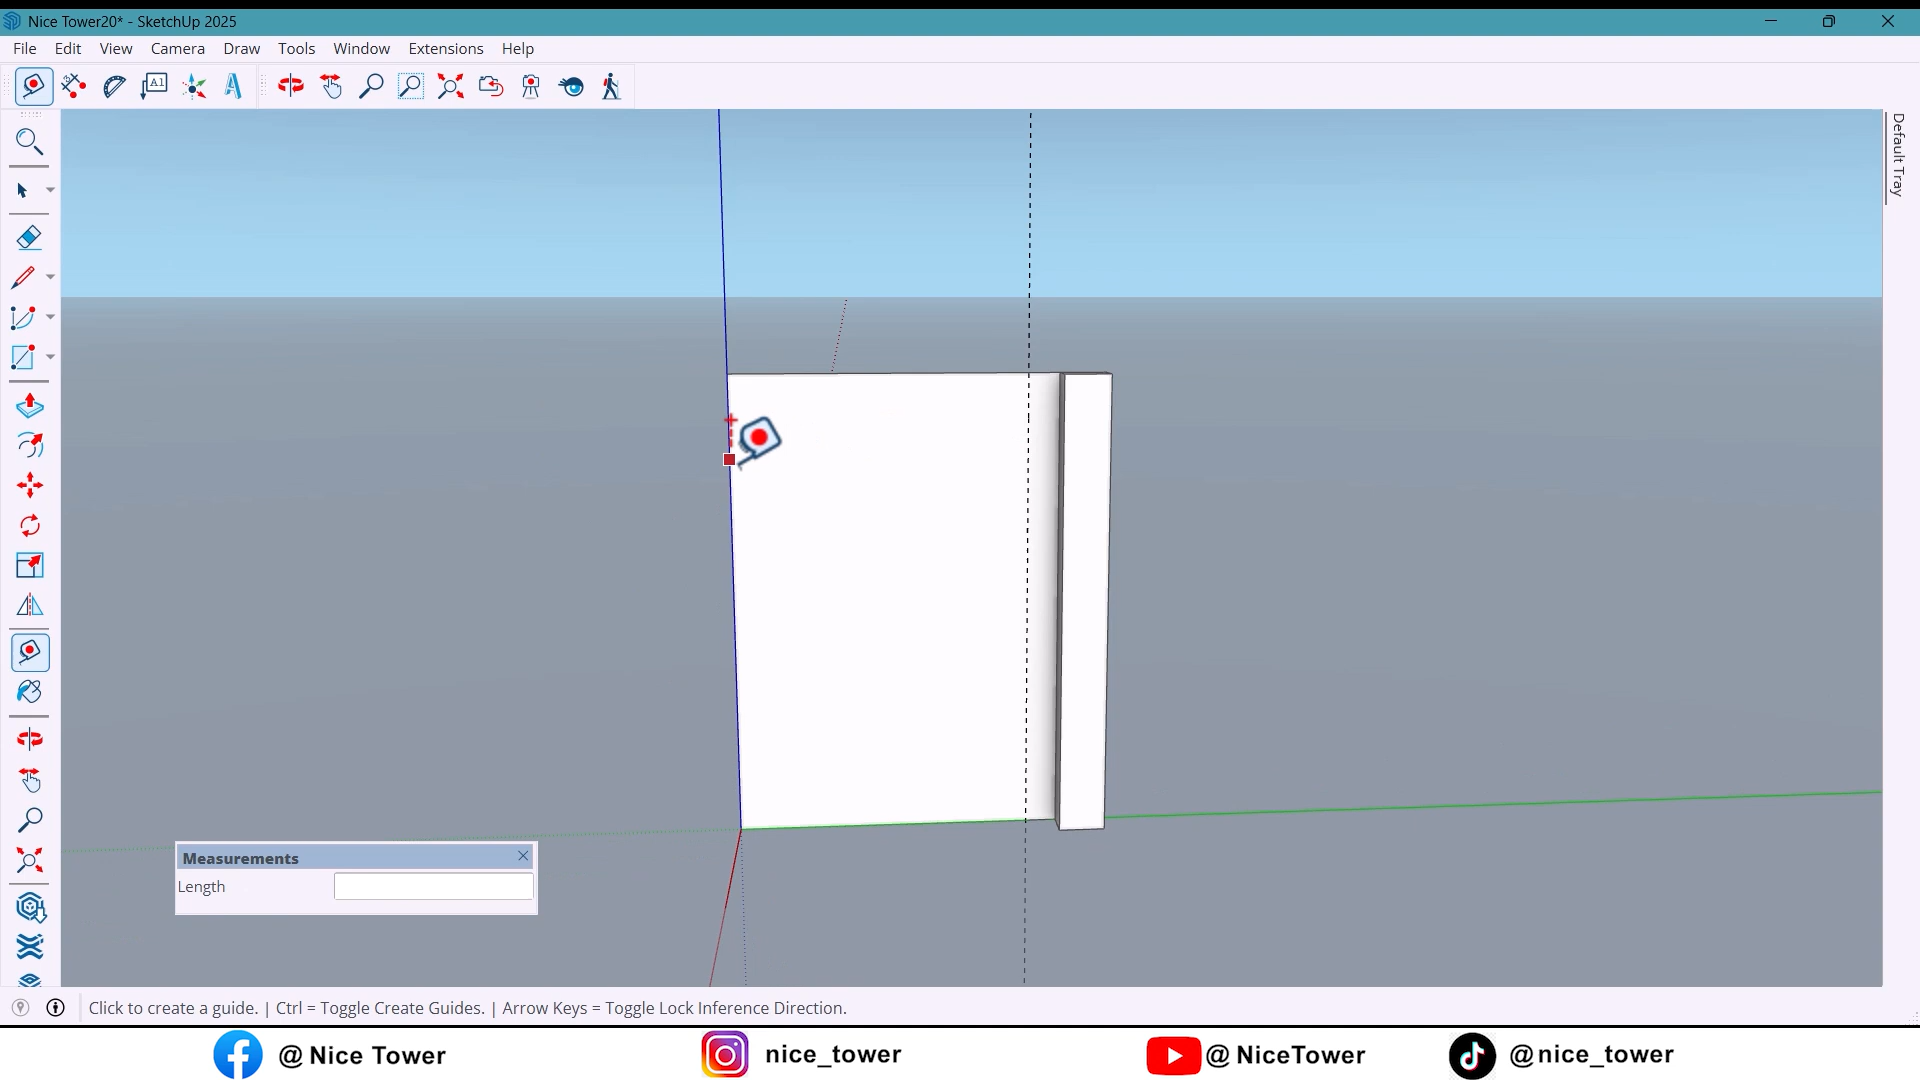 Nice Tower20* - SketchUp 2025
File Edit View Camera Draw Tools Window Extensions Help
A1
Default Tray
Measurements
Length
Click to create a guide. | Ctrl = Toggle Create Guides. | Arrow Keys = Toggle Lock Inference Direction.
@ Nice Tower nice_tower @ NiceTower @nice_tower